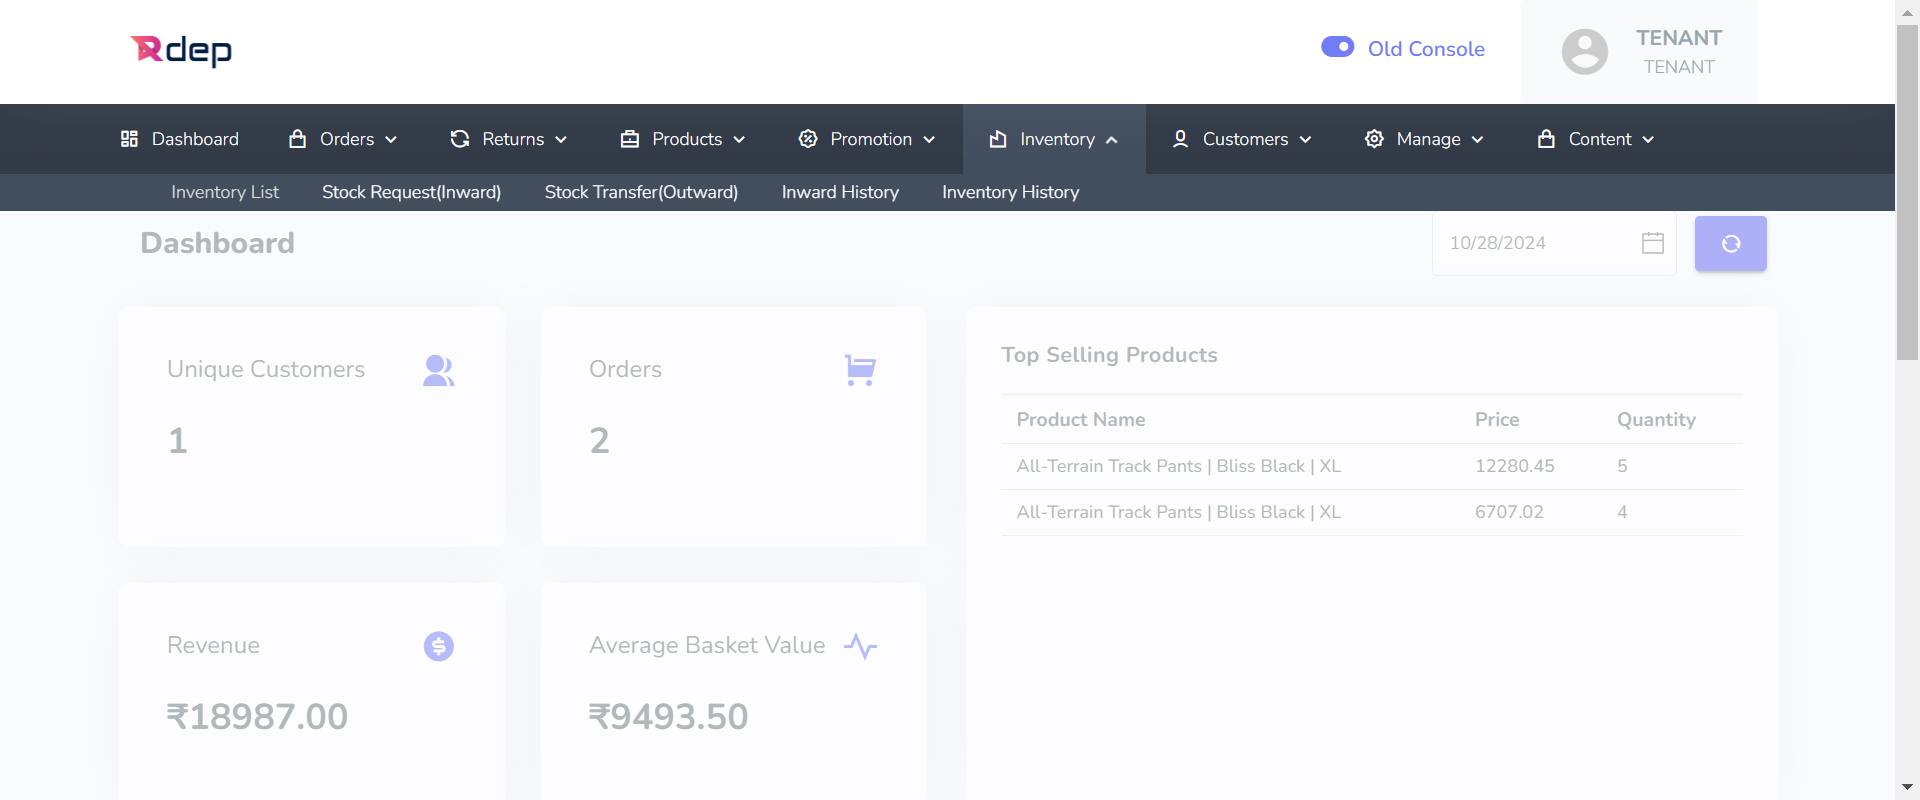 Rdep
Old Console
TENANT
TENANT
Dashboard Orders Returns Products Promotion Inventory Customers Manage Content
Inventory List Stock Request(Inward) Stock Transfer(Outward) Inward History Inventory History
Dashboard
10/28/2024
Unique Customers
1
Orders
2
Top Selling Products
Product Name Price Quantity
All-Terrain Track Pants | Bliss Black | XL 12280.45 5
All-Terrain Track Pants | Bliss Black | XL 6707.02 4
Revenue
₹18987.00
Average Basket Value
₹9493.50